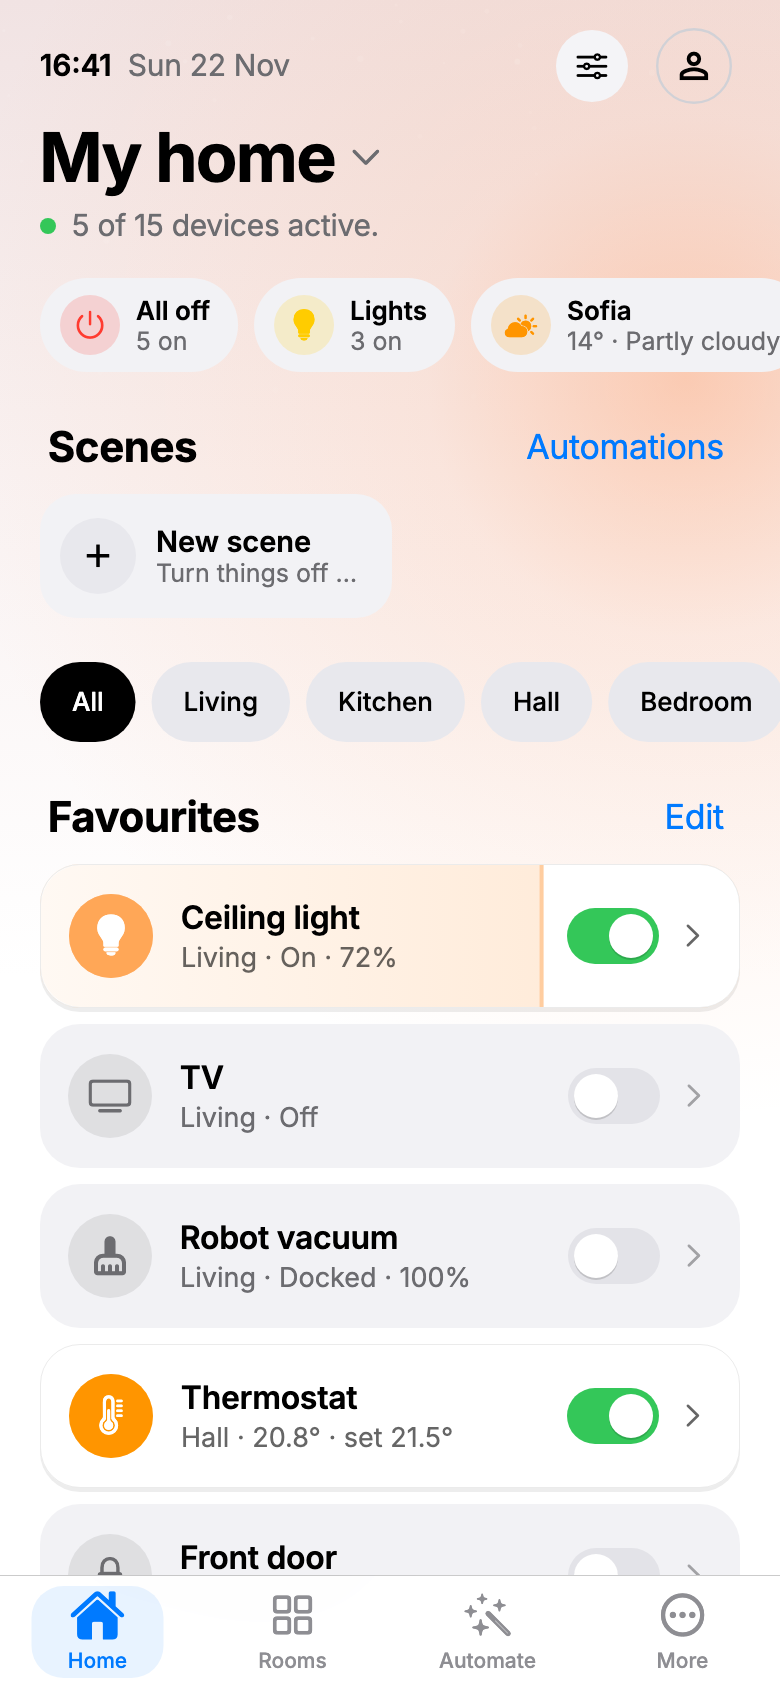 16:41 Sun 22 Nov
My home
5 of 15 devices active.
All off
5 on
Lights
3 on
Sofia
14° · Partly cloudy
Scenes
Automations
New scene
Turn things off ...
All
Living
Kitchen
Hall
Bedroom
Favourites
Edit
Ceiling light
Living · On · 72%
TV
Living · Off
Robot vacuum
Living · Docked · 100%
Thermostat
Hall · 20.8° · set 21.5°
Front door
Home
Rooms
Automate
More